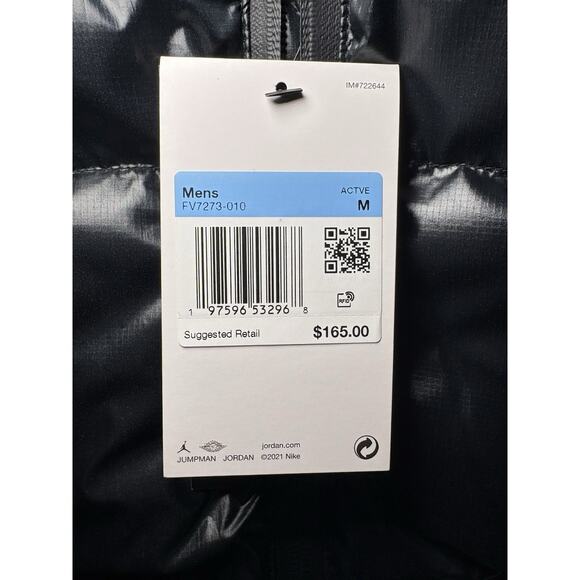 IM#722644
Mens ACTVE
FV7273-010 M
1 97596 53296 8
RFID
Suggested Retail $165.00
jordan.com
JUMPMAN JORDAN ©2021 Nike